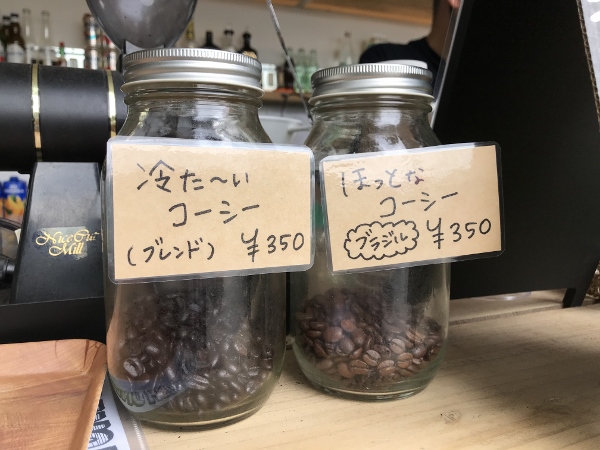 冷た〜い
コーシー
(ブレンド) ¥350
ほっとな
コーシー
ブラジル ¥350
Nice Cut
Mill